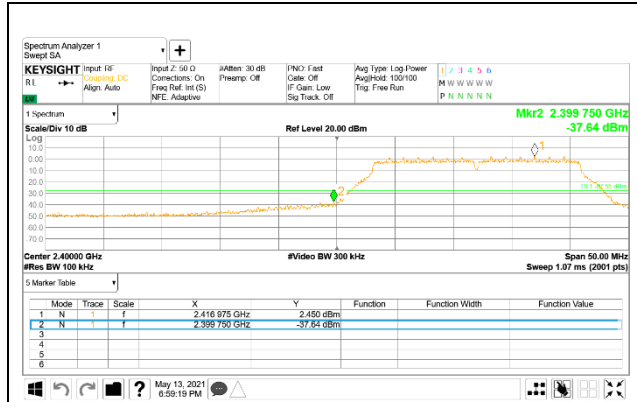 Spectrum Analyzer 1
Swept SA
+
KEYSIGHT Input: RF Input Z: 50 Ω #Atten: 30 dB PNO: Fast Avg Type: Log-Power 1 2 3 4 5 6
R L Coupling: DC Corrections: On Preamp: Off Gate: Off Avg|Hold: 100/100 M W W W W W
Align: Auto Freq Ref: Int (S) IF Gain: Low Trig: Free Run
NFE: Adaptive Sig Track: Off P N N N N N
1 Spectrum Mkr2 2.399 750 GHz
Scale/Div 10 dB Ref Level 20.00 dBm -37.64 dBm
Log
10.0 1
0.00
-10.0
-20.0
-30.0 2
-40.0
-50.0
-60.0
-70.0
Center 2.40000 GHz #Video BW 300 kHz Span 50.00 MHz
#Res BW 100 kHz Sweep 1.07 ms (2001 pts)
5 Marker Table
Mode Trace Scale X Y Function Function Width Function Value
1 N 1 f 2.416 975 GHz 2.450 dBm
2 N 1 f 2.399 750 GHz -37.64 dBm
3
4
5
6
? May 13, 2021
6:59:19 PM